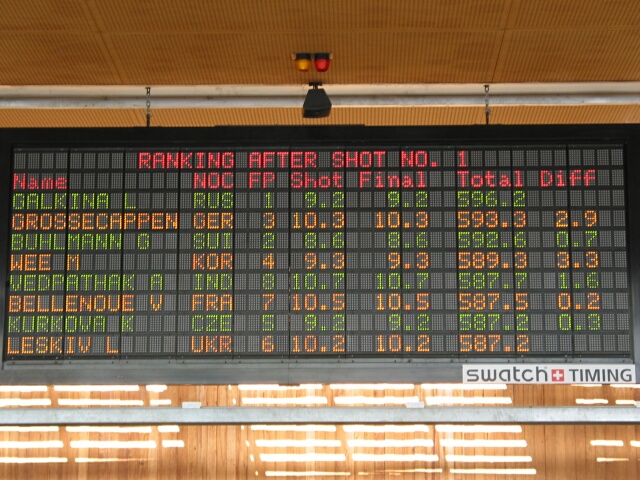 RANKING AFTER SHOT NO. 1
Name NOC FP Shot Final Total Diff
GALKINA L RUS 1 9.2 9.2 596.2
GROSSECAPPEN GER 3 10.3 10.3 593.3 2.9
BUHLMANN G SUI 2 8.6 8.6 592.6 0.7
WEE M KOR 4 9.3 9.3 589.3 3.3
VEDPATHAK A IND 8 10.7 10.7 587.7 1.6
BELLENOUE V FRA 7 10.5 10.5 587.5 0.2
KURKOVA K CZE 5 9.2 9.2 587.2 0.3
LESKIV L UKR 6 10.2 10.2 587.2
swatch TIMING